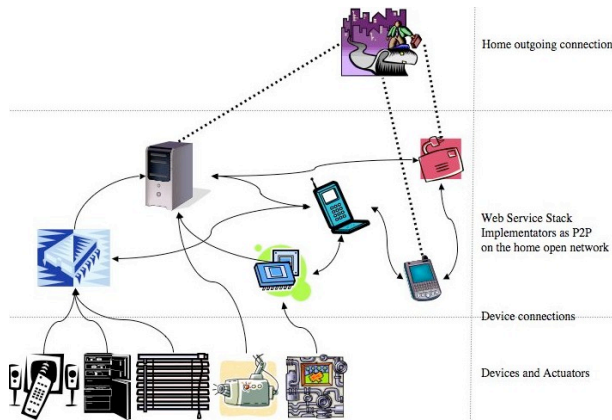 Home outgoing connection
Web Service Stack
Implementators as P2P
on the home open network
Device connections
Devices and Actuators